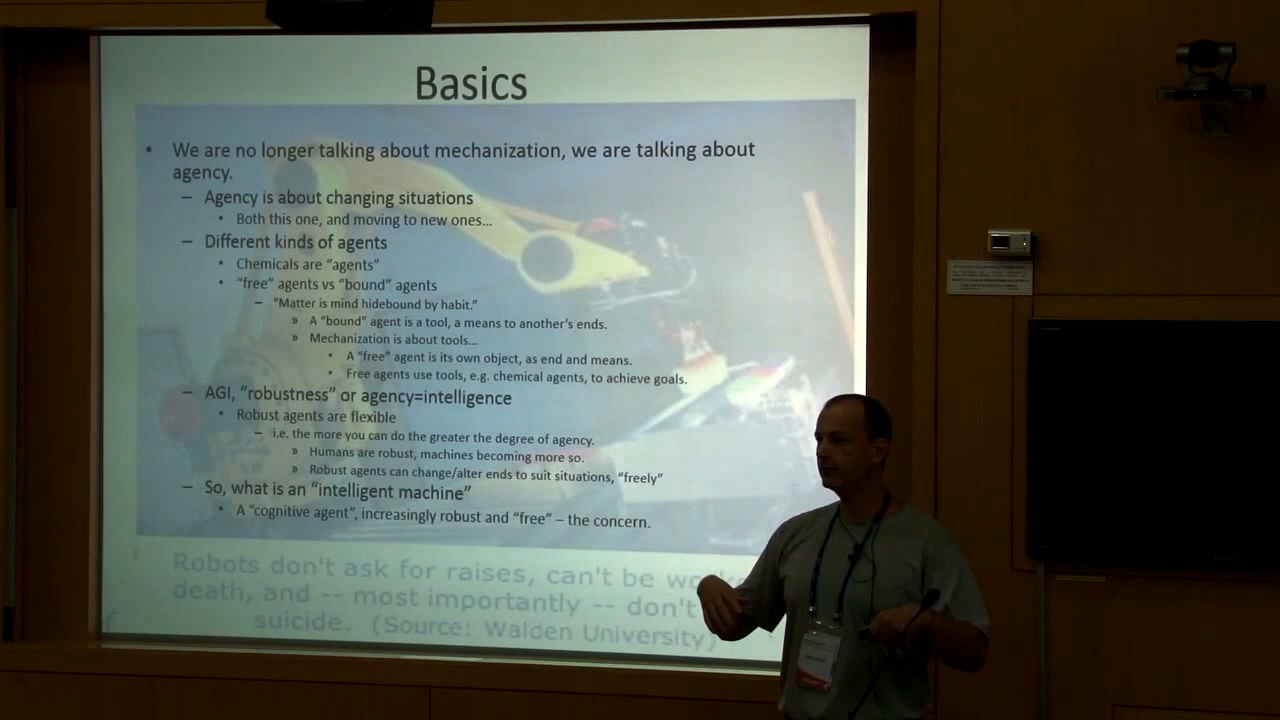 Basics
• We are no longer talking about mechanization, we are talking about
agency.
– Agency is about changing situations
• Both this one, and moving to new ones…
– Different kinds of agents
• Chemicals are “agents”
• “free” agents vs “bound” agents
– “Matter is mind hidebound by habit.”
» A “bound” agent is a tool, a means to another’s ends.
» Mechanization is about tools…
• A “free” agent is its own object, as end and means.
• Free agents use tools, e.g. chemical agents, to achieve goals.
– AGI, “robustness” or agency=intelligence
• Robust agents are flexible
– i.e. the more you can do the greater the degree of agency.
» Humans are robust, machines becoming more so.
» Robust agents can change/alter ends to suit situations, “freely”
– So, what is an “intelligent machine”
• A “cognitive agent”, increasingly robust and “free” – the concern.
Robots don't ask for raises, can't be
death, and -- most importantly -- don't
suicide. (Source: Walden University)